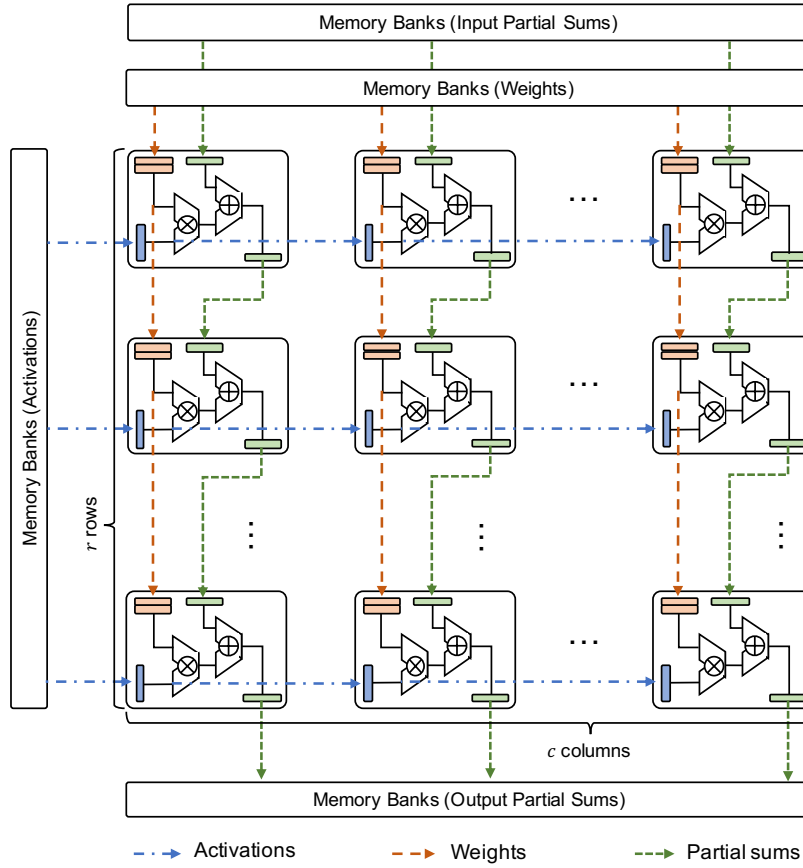 Memory Banks (Input Partial Sums)
Memory Banks (Weights)
Memory Banks (Activations)
r rows
...
...
...
...
...
...
c columns
Memory Banks (Output Partial Sums)
Activations
Weights
Partial sums